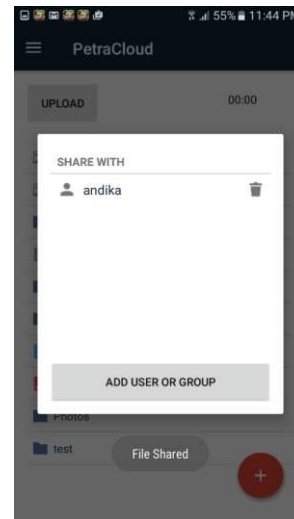 55% 11:44 PM
PetraCloud
UPLOAD 00:00
SHARE WITH
andika
ADD USER OR GROUP
Photos
test
File Shared
+